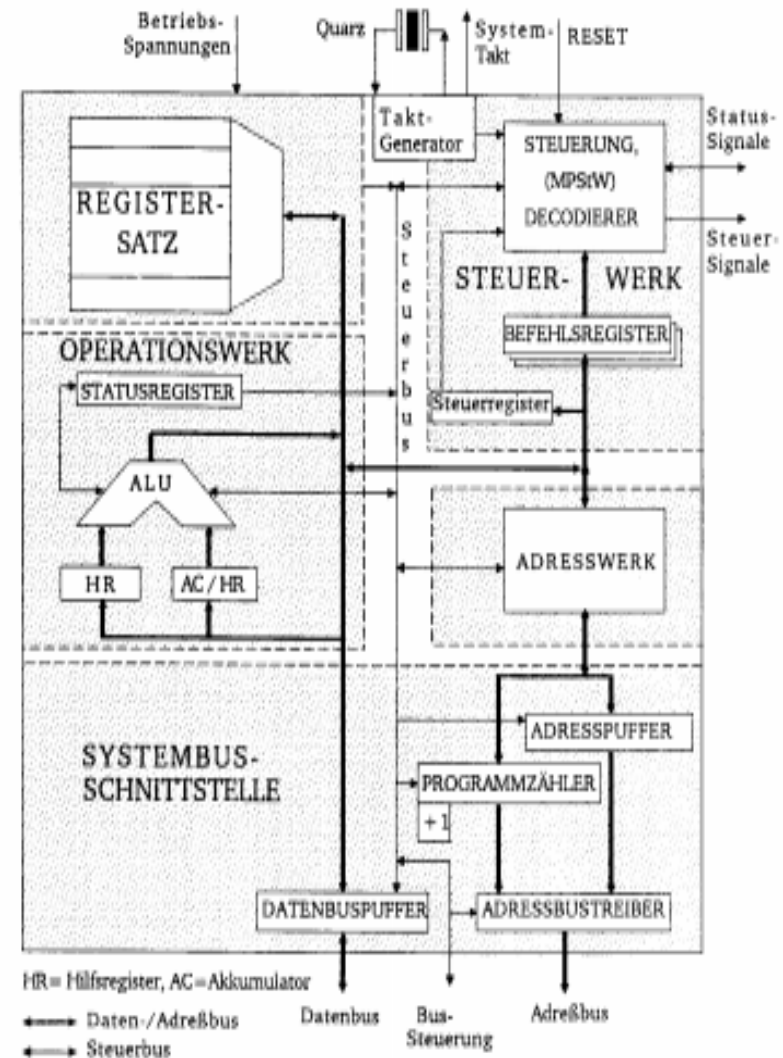 Betriebs-
Spannungen
Quarz
System-
Takt
RESET
Takt-
Generator
STEUERUNG,
(MPStW)
DECODIERER
Status-
Signale
Steuer-
Signale
REGISTER-
SATZ
Steuerbus
STEUER- WERK
BEFEHLSREGISTER
OPERATIONSWERK
STATUSREGISTER
Steuerregister
ALU
ADRESSWERK
HR
AC/HR
ADRESSPUFFER
SYSTEMBUS-
SCHNITTSTELLE
PROGRAMMZÄHLER
+1
DATENBUSPUFFER
ADRESSBUSTREIBER
HR= Hilfsregister, AC=Akkumulator
Daten-/Adreßbus
Steuerbus
Datenbus
Bus-
Steuerung
Adreßbus